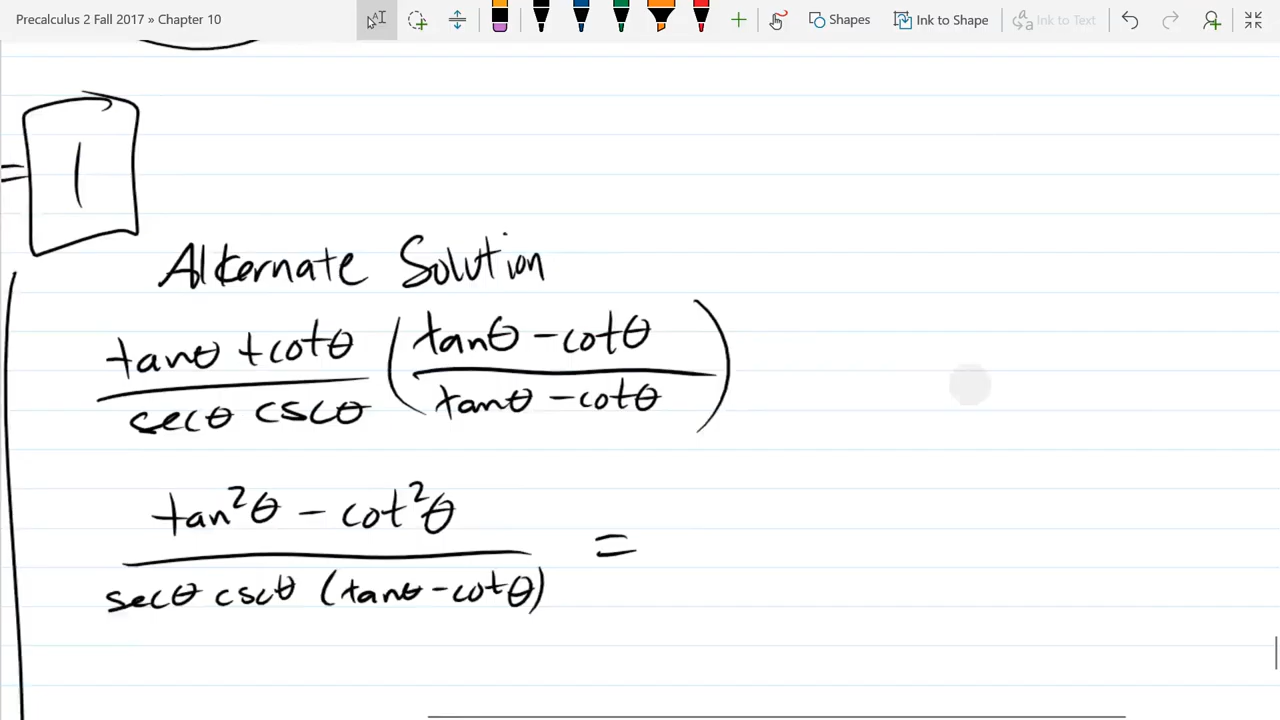 Precalculus 2 Fall 2017 » Chapter 10
Shapes
Ink to Shape
Ink to Text
= 1
Alternate Solution
tanθ + cotθ / secθ cscθ ( tanθ - cotθ / tanθ - cotθ )
tan²θ - cot²θ / secθ cscθ (tanθ - cotθ) =